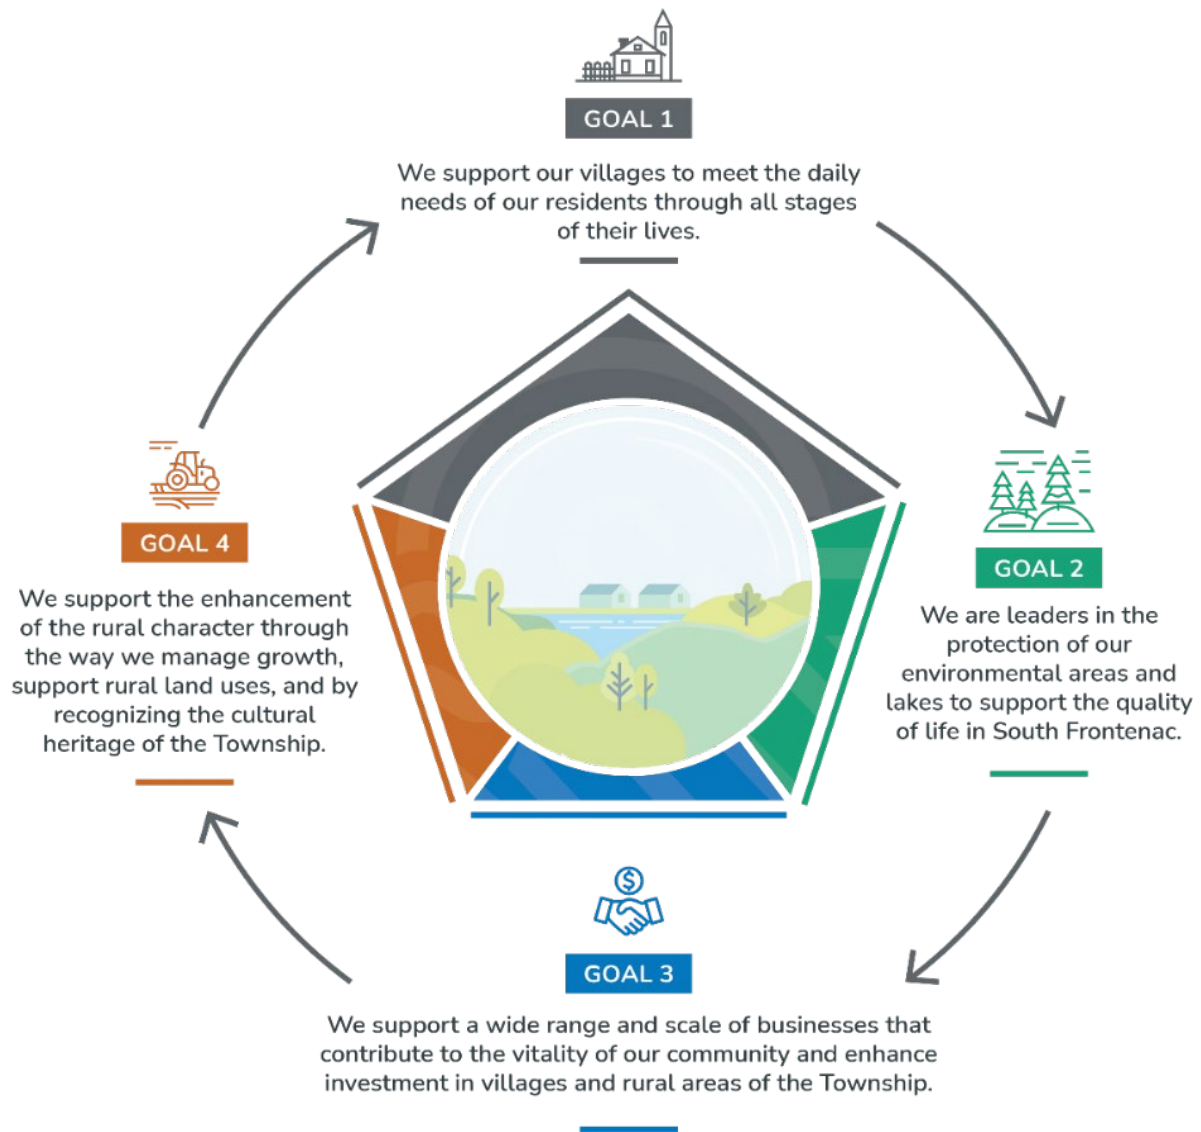 GOAL 1
We support our villages to meet the daily
needs of our residents through all stages
of their lives.
GOAL 2
We are leaders in the
protection of our
environmental areas and
lakes to support the quality
of life in South Frontenac.
$
GOAL 3
We support a wide range and scale of businesses that
contribute to the vitality of our community and enhance
investment in villages and rural areas of the Township.
GOAL 4
We support the enhancement
of the rural character through
the way we manage growth,
support rural land uses, and by
recognizing the cultural
heritage of the Township.